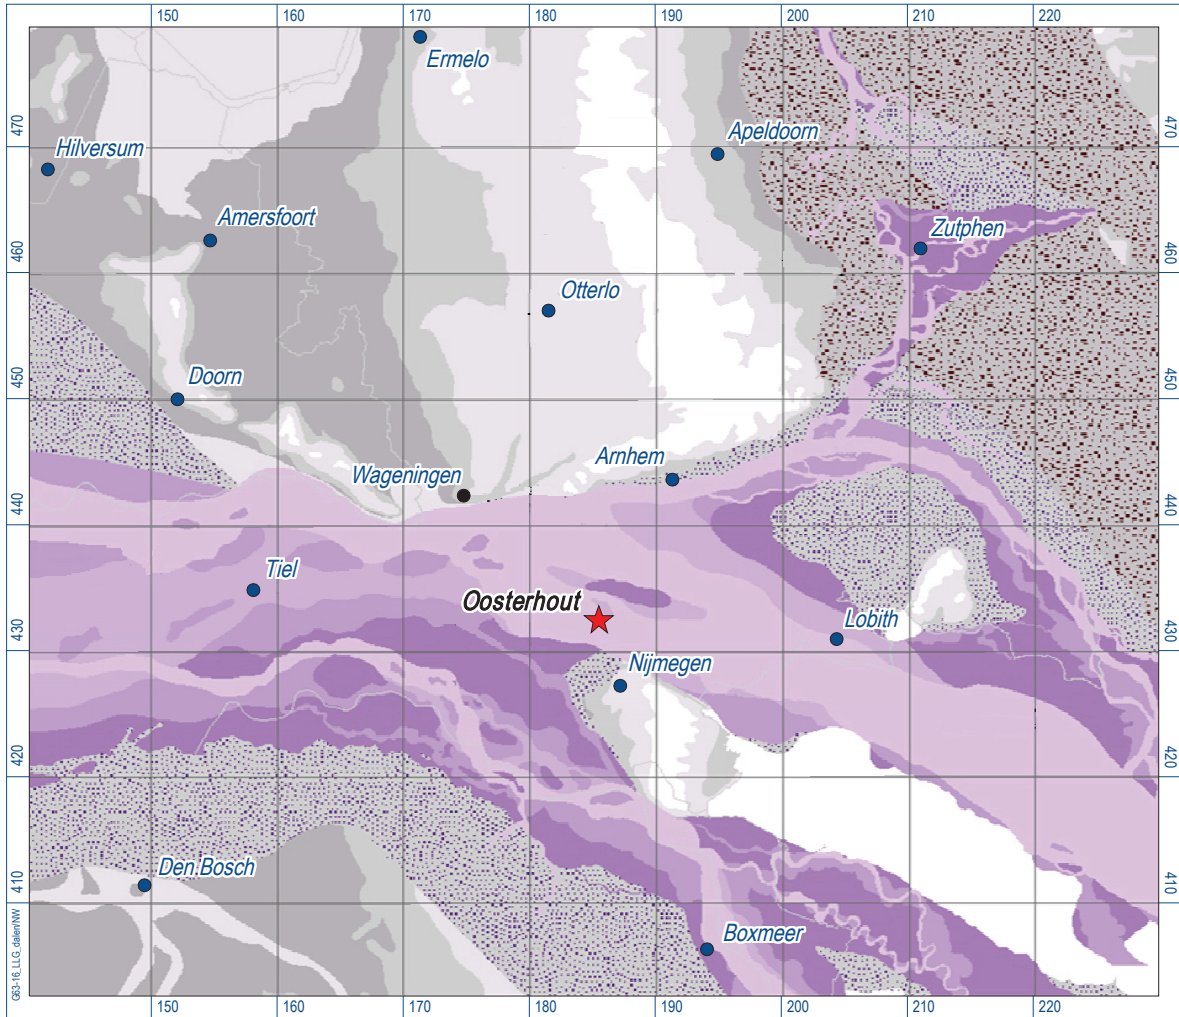 150 160 170 180 190 200 210 220
Ermelo
470 Apeldoorn 470
Hilversum
Amersfoort
Zutphen
460 460
Otterlo
450 Doorn 450
Arnhem
Wageningen
440 440
Tiel
Oosterhout
430 Lobith 430
Nijmegen
420 420
Den Bosch
410 410
Boxmeer
G63-16_LLG_dalen/NW
150 160 170 180 190 200 210 220